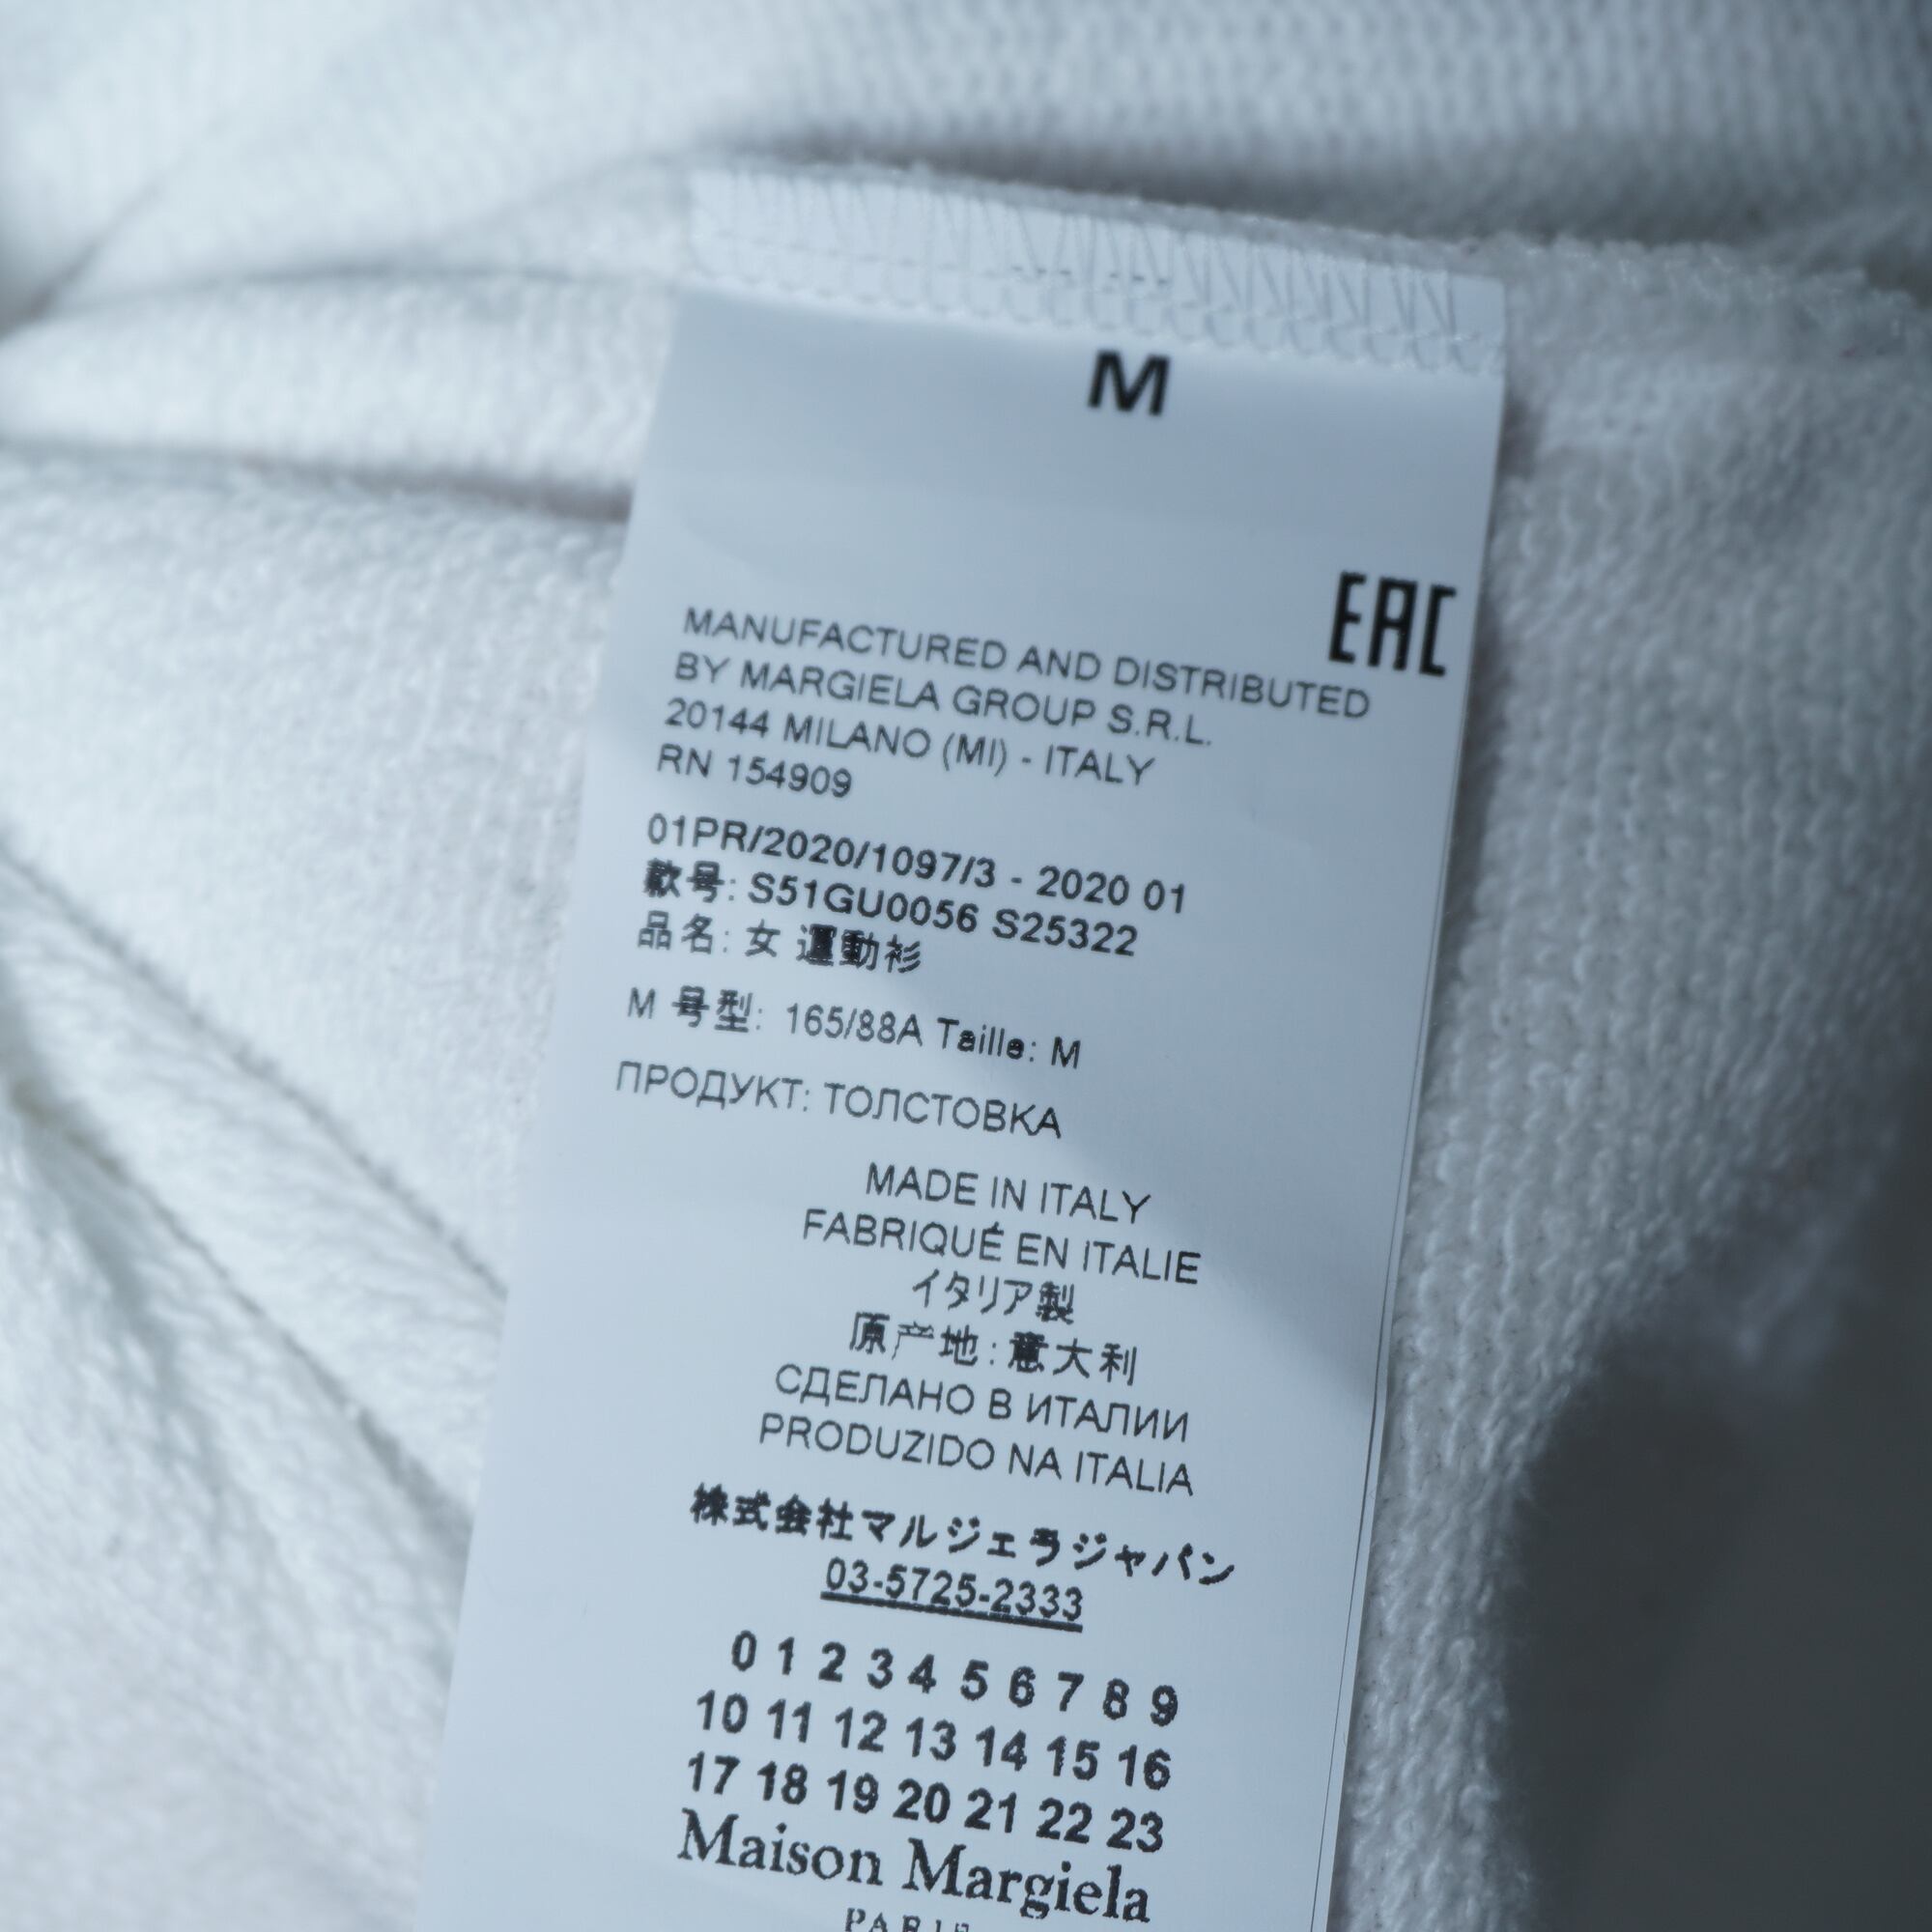 M
EAC
MANUFACTURED AND DISTRIBUTED
BY MARGIELA GROUP S.R.L.
20144 MILANO (MI) - ITALY
RN 154909
01PR/2020/1097/3 - 2020 01
款号: S51GU0056 S25322
品名: 女 運動衫
M 号型: 165/88A Taille: M
ПРОДУКТ: ТОЛСТОВКА
MADE IN ITALY
FABRIQUÉ EN ITALIE
イタリア製
原产地: 意大利
СДЕЛАНО В ИТАЛИИ
PRODUZIDO NA ITALIA
株式会社マルジェラジャパン
03-5725-2333
0 1 2 3 4 5 6 7 8 9
10 11 12 13 14 15 16
17 18 19 20 21 22 23
Maison Margiela
PARIS